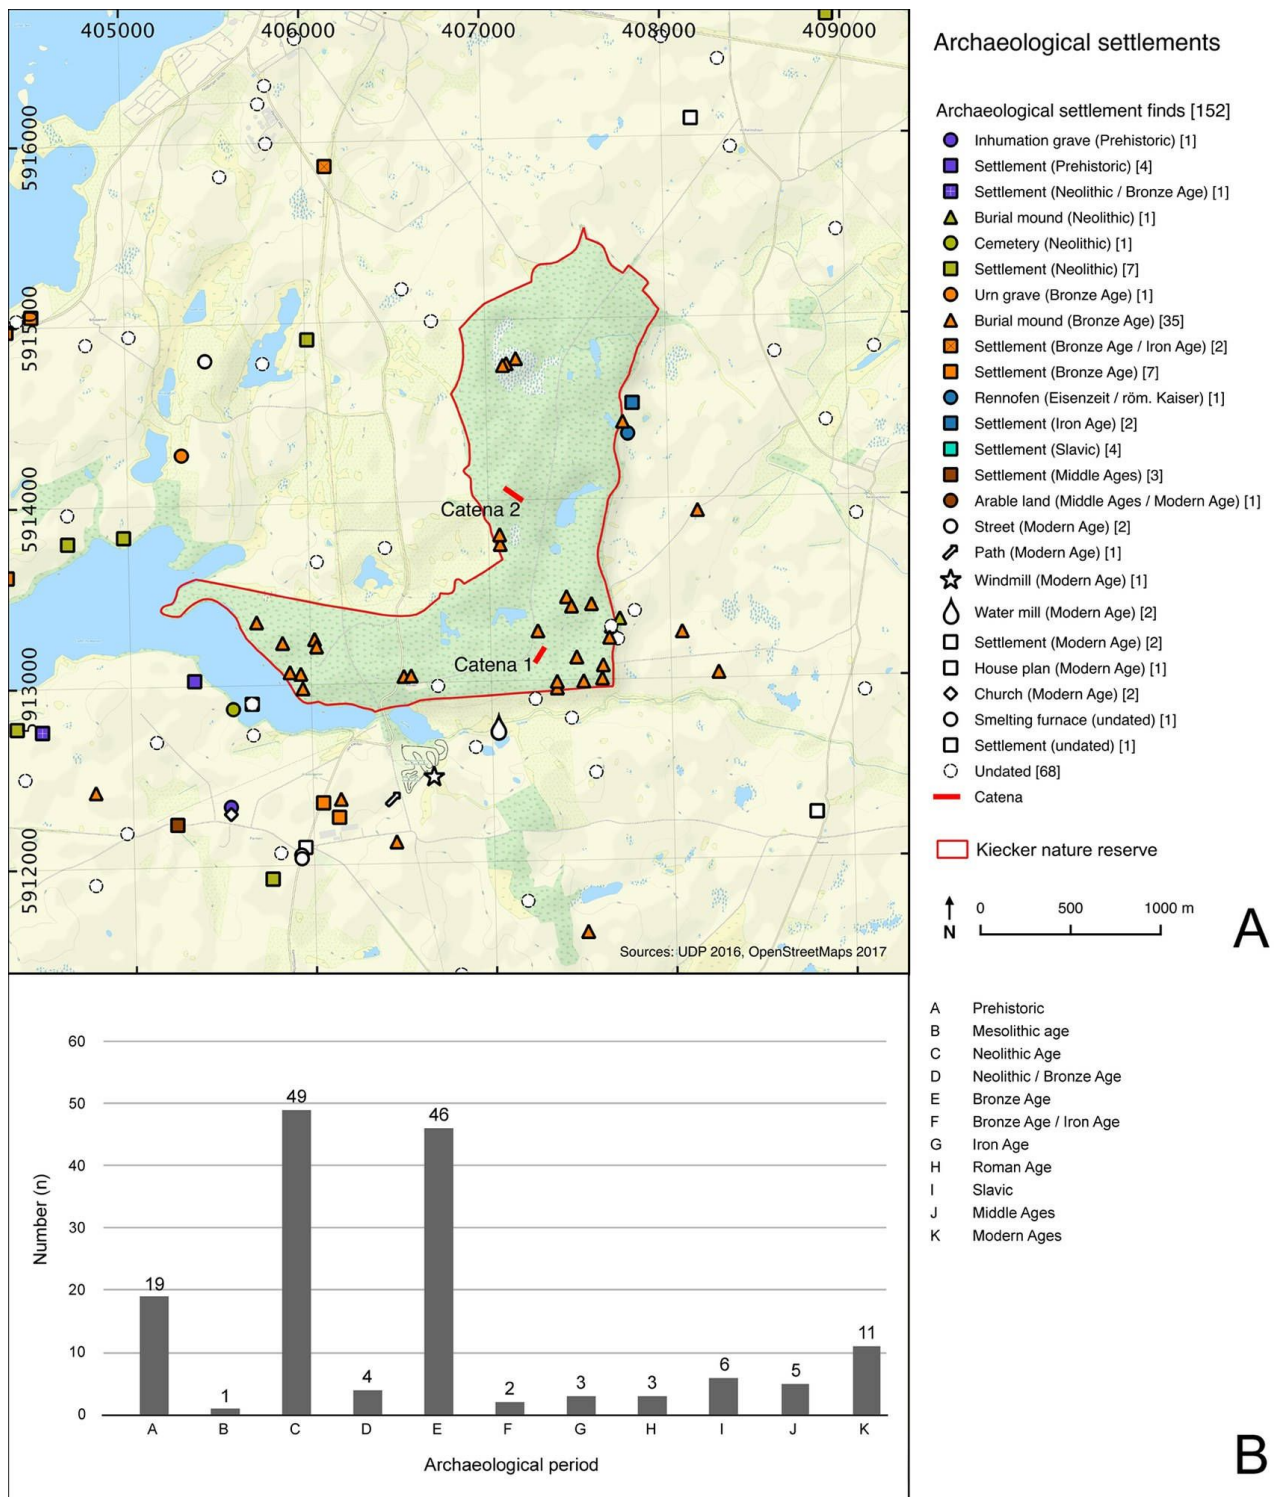 405000 406000 407000 408000 409000
5916000
5915000
5914000
5913000
5912000
Catena 2
Catena 1
Sources: UDP 2016, OpenStreetMaps 2017
Archaeological settlements
Archaeological settlement finds [152]
Inhumation grave (Prehistoric) [1]
Settlement (Prehistoric) [4]
Settlement (Neolithic / Bronze Age) [1]
Burial mound (Neolithic) [1]
Cemetery (Neolithic) [1]
Settlement (Neolithic) [7]
Urn grave (Bronze Age) [1]
Burial mound (Bronze Age) [35]
Settlement (Bronze Age / Iron Age) [2]
Settlement (Bronze Age) [7]
Rennofen (Eisenzeit / röm. Kaiser) [1]
Settlement (Iron Age) [2]
Settlement (Slavic) [4]
Settlement (Middle Ages) [3]
Arable land (Middle Ages / Modern Age) [1]
Street (Modern Age) [2]
Path (Modern Age) [1]
Windmill (Modern Age) [1]
Water mill (Modern Age) [2]
Settlement (Modern Age) [2]
House plan (Modern Age) [1]
Church (Modern Age) [2]
Smelting furnace (undated) [1]
Settlement (undated) [1]
Undated [68]
Catena
Kiecker nature reserve
N
0 500 1000 m
A
60
50
40
30
20
10
0
Number (n)
19
1
49
4
46
2
3
3
6
5
11
A B C D E F G H I J K
Archaeological period
A Prehistoric
B Mesolithic age
C Neolithic Age
D Neolithic / Bronze Age
E Bronze Age
F Bronze Age / Iron Age
G Iron Age
H Roman Age
I Slavic
J Middle Ages
K Modern Ages
B